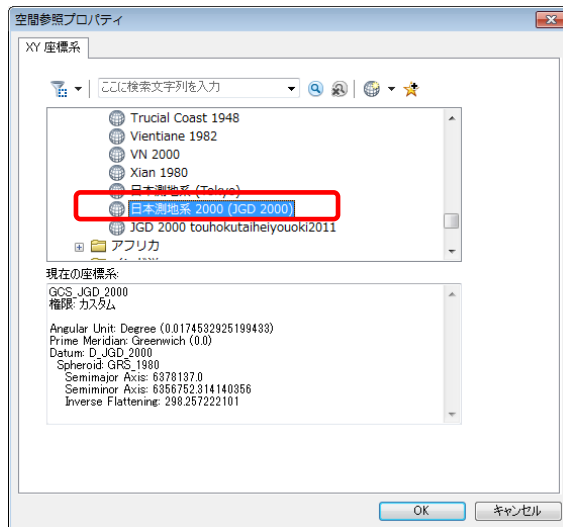 空間参照プロパティ
XY 座標系
ここに検索文字列を入力
Trucial Coast 1948
Vientiane 1982
VN 2000
Xian 1980
日本測地系 (Tokyo)
日本測地系 2000 (JGD 2000)
JGD 2000 touhokutaiheiyouoki2011
アフリカ
現在の座標系:
GCS_JGD_2000
権限: カスタム
Angular Unit: Degree (0.0174532925199433)
Prime Meridian: Greenwich (0.0)
Datum: D_JGD_2000
Spheroid: GRS_1980
Semimajor Axis: 6378137.0
Semiminor Axis: 6356752.314140356
Inverse Flattening: 298.257222101
OK
キャンセル